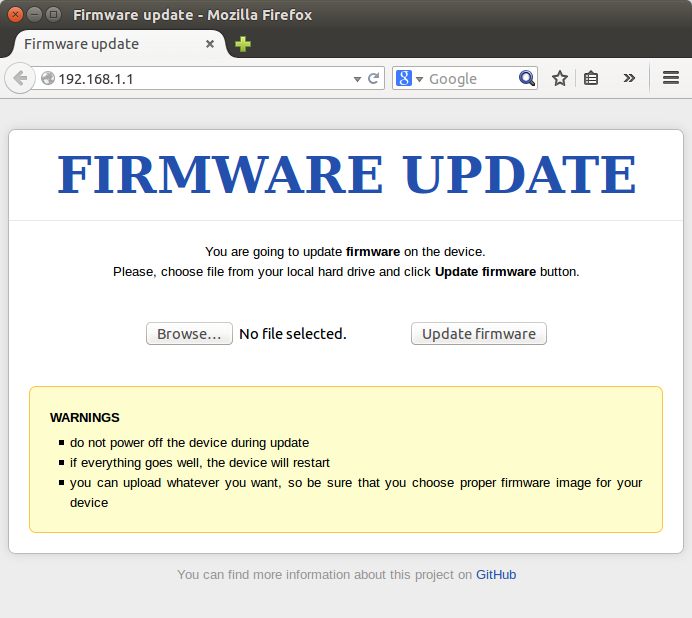 Firmware update - Mozilla Firefox
Firmware update
192.168.1.1
8 Google
FIRMWARE UPDATE
You are going to update firmware on the device.
Please, choose file from your local hard drive and click Update firmware button.
Browse... No file selected. Update firmware
WARNINGS
do not power off the device during update
if everything goes well, the device will restart
you can upload whatever you want, so be sure that you choose proper firmware image for your
device
You can find more information about this project on GitHub